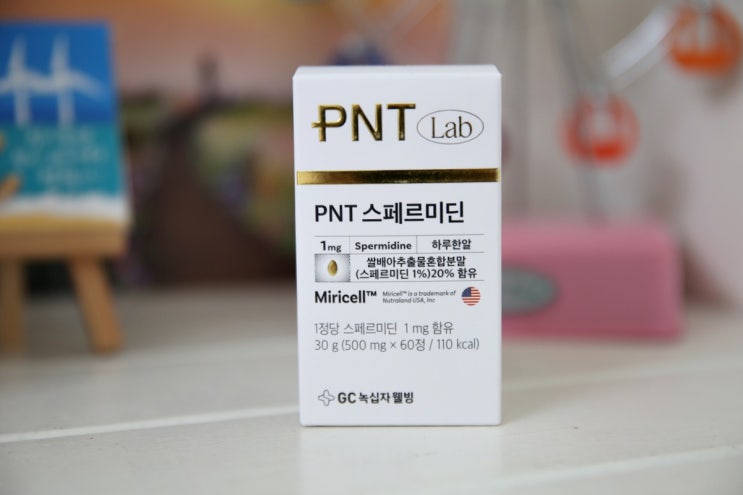 PNT Lab
PNT 스페르미딘
1mg Spermidine 하루한알
쌀배아추출물혼합분말
(스페르미딘 1%)20% 함유
Miricell™ Miricell™ is a trademark of
Nutraland USA, Inc
1정당 스페르미딘 1 mg 함유
30 g (500 mg × 60정 / 110 kcal)
GC 녹십자웰빙